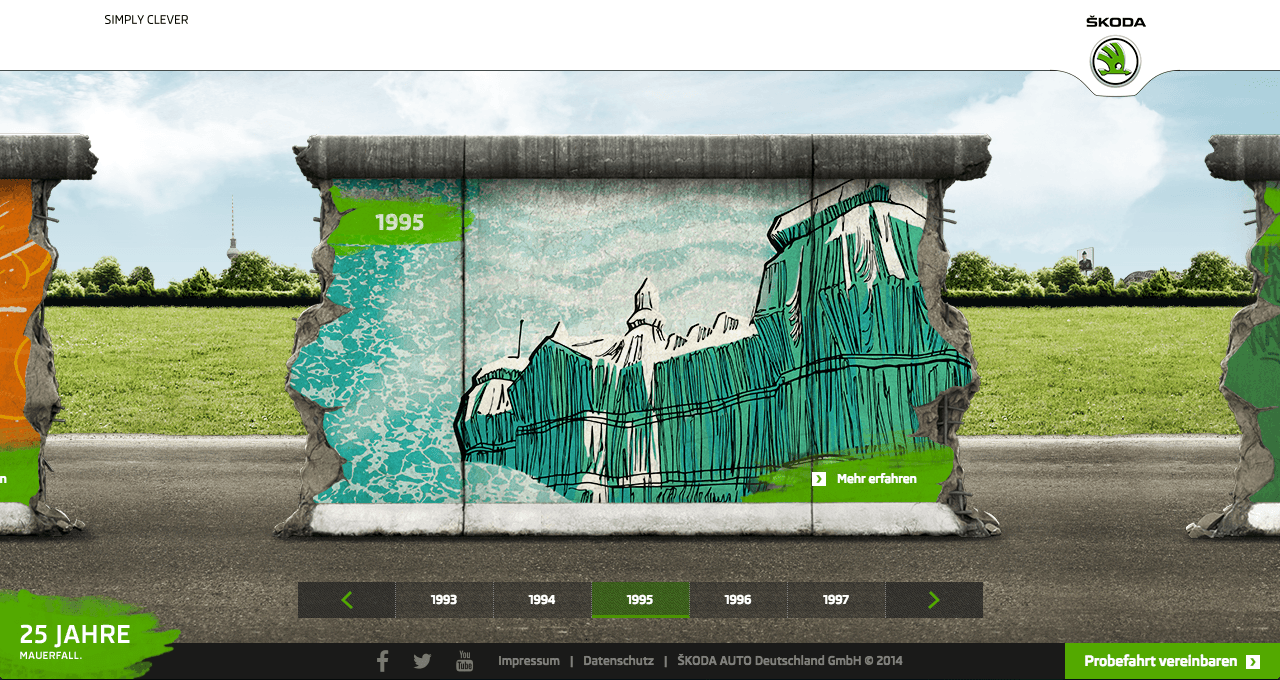 SIMPLY CLEVER
ŠKODA
1995
n
Mehr erfahren
1993
1994
1995
1996
1997
25 JAHRE
MAUERFALL.
You
Tube
Impressum | Datenschutz | ŠKODA AUTO Deutschland GmbH © 2014
Probefahrt vereinbaren